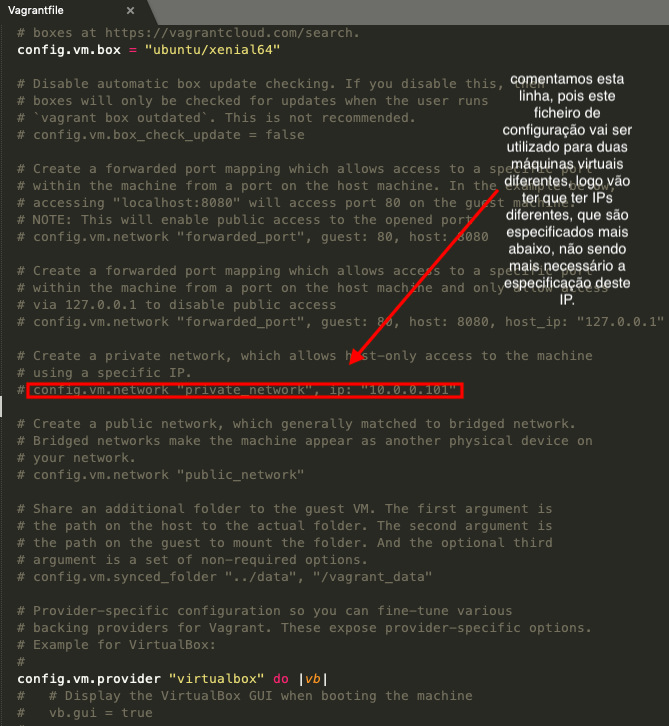 Vagrantfile ×
# boxes at https://vagrantcloud.com/search.
config.vm.box = "ubuntu/xenial64"
# Disable automatic box update checking. If you disable this, then
# boxes will only be checked for updates when the user runs
# `vagrant box outdated`. This is not recommended.
# config.vm.box_check_update = false
# Create a forwarded port mapping which allows access to a specific port
# within the machine from a port on the host machine. In the example below,
# accessing "localhost:8080" will access port 80 on the guest machine.
# NOTE: This will enable public access to the opened port
# config.vm.network "forwarded_port", guest: 80, host: 8080
# Create a forwarded port mapping which allows access to a specific port
# within the machine from a port on the host machine and only allow access
# via 127.0.0.1 to disable public access
# config.vm.network "forwarded_port", guest: 80, host: 8080, host_ip: "127.0.0.1"
# Create a private network, which allows host-only access to the machine
# using a specific IP.
# config.vm.network "private_network", ip: "10.0.0.101"
# Create a public network, which generally matched to bridged network.
# Bridged networks make the machine appear as another physical device on
# your network.
# config.vm.network "public_network"
# Share an additional folder to the guest VM. The first argument is
# the path on the host to the actual folder. The second argument is
# the path on the guest to mount the folder. And the optional third
# argument is a set of non-required options.
# config.vm.synced_folder "../data", "/vagrant_data"
# Provider-specific configuration so you can fine-tune various
# backing providers for Vagrant. These expose provider-specific options.
# Example for VirtualBox:
#
config.vm.provider "virtualbox" do |vb|
#   # Display the VirtualBox GUI when booting the machine
#   vb.gui = true
comentamos esta
linha, pois este
ficheiro de
configuração vai ser
utilizado para duas
máquinas virtuais
diferentes, logo vão
ter que ter IPs
diferentes, que são
especificados mais
abaixo, não sendo
mais necessário a
especificação deste
IP.